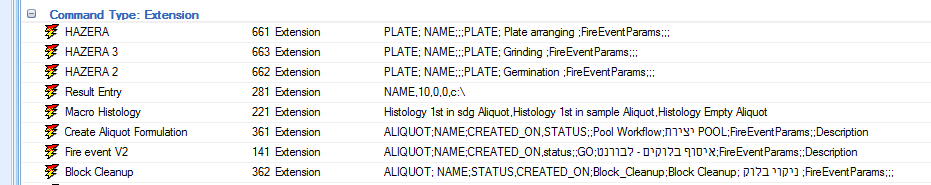 Command Type: Extension
HAZERA 661 Extension PLATE; NAME;;;PLATE; Plate arranging ;FireEventParams;;;
HAZERA 3 663 Extension PLATE; NAME;;;PLATE; Grinding ;FireEventParams;;;
HAZERA 2 662 Extension PLATE; NAME;;;PLATE; Germination ;FireEventParams;;;
Result Entry 281 Extension NAME,10,0,0,c:\
Macro Histology 221 Extension Histology 1st in sdg Aliquot,Histology 1st in sample Aliquot,Histology Empty Aliquot
Create Aliquot Formulation 361 Extension ALIQUOT;NAME;CREATED_ON,STATUS;;Pool Workflow;יצירת POOL;FireEventParams;;Description
Fire event V2 141 Extension ALIQUOT;NAME;CREATED_ON,status;;GO;איסוף בלוקים - לבורנט;FireEventParams;;Description
Block Cleanup 362 Extension ALIQUOT; NAME;STATUS,CREATED_ON;Block_Cleanup;Block Cleanup; ניקוי בלוק ;FireEventParams;;;